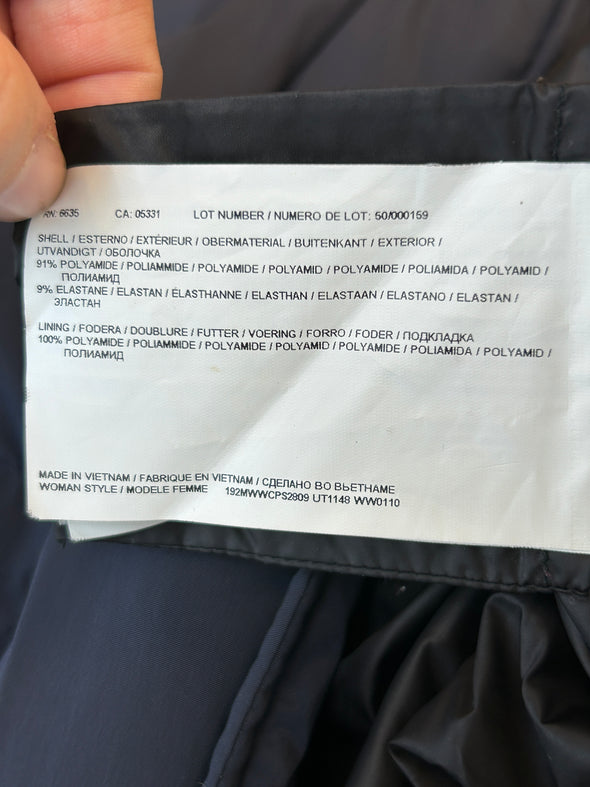 RN: 6635 CA: 05331 LOT NUMBER / NUMERO DE LOT: 50/000159
SHELL / ESTERNO / EXTÉRIEUR / OBERMATERIAL / BUITENKANT / EXTERIOR /
UTVANDIGT / ОБОЛОЧКА
91% POLYAMIDE / POLIAMMIDE / POLYAMIDE / POLYAMID / POLYAMIDE / POLIAMIDA / POLYAMID /
ПОЛИАМИД
9% ELASTANE / ELASTAN / ÉLASTHANNE / ELASTHAN / ELASTAAN / ELASTANO / ELASTAN /
ЭЛАСТАН
LINING / FODERA / DOUBLURE / FUTTER / VOERING / FORRO / FODER / ПОДКЛАДКА
100% POLYAMIDE / POLIAMMIDE / POLYAMIDE / POLYAMID / POLYAMIDE / POLIAMIDA / POLYAMID /
ПОЛИАМИД
MADE IN VIETNAM / FABRIQUE EN VIETNAM / СДЕЛАНО ВО ВЬЕТНАМЕ
WOMAN STYLE / MODELE FEMME 192MWWCPS2809 UT1148 WW0110